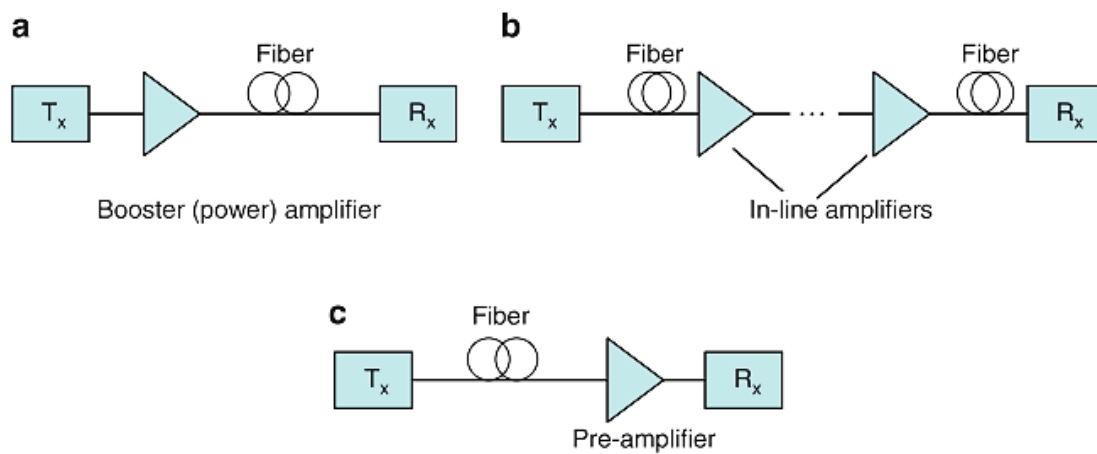 a
Fiber
Tx
Rx
Booster (power) amplifier
b
Fiber
Fiber
Tx
...
Rx
In-line amplifiers
c
Fiber
Tx
Rx
Pre-amplifier